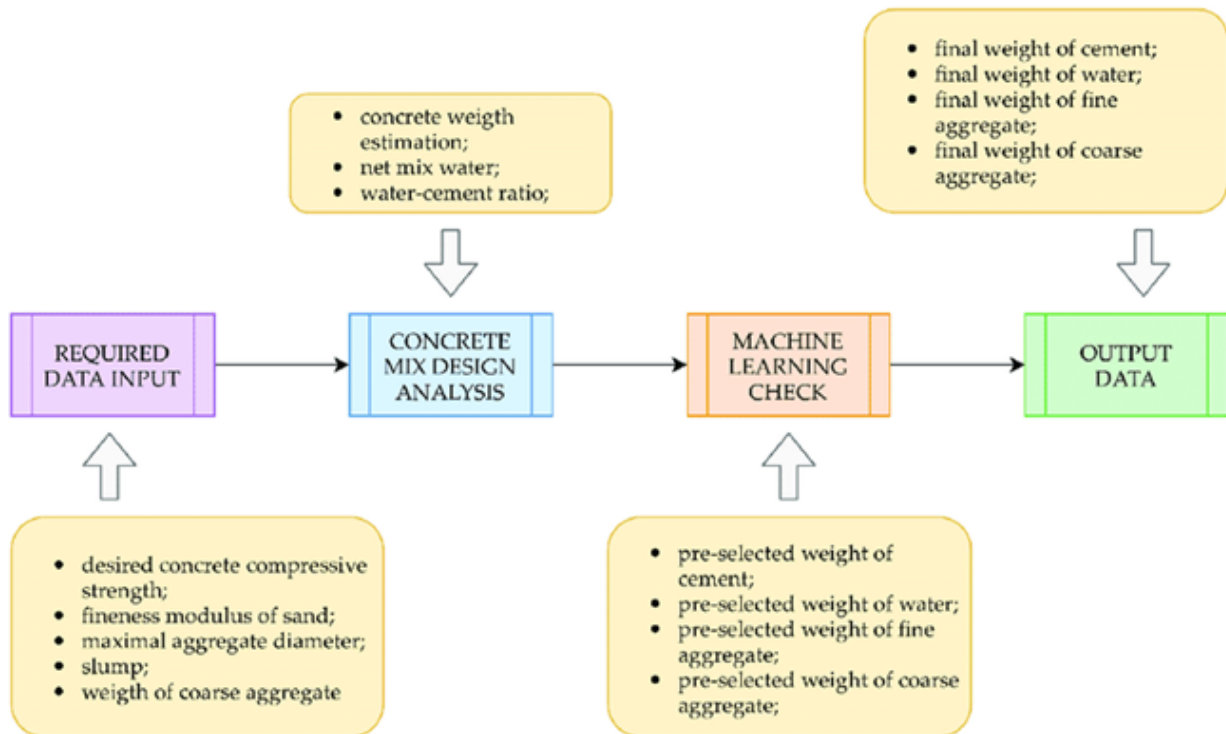 • final weight of cement;
• final weight of water;
• final weight of fine
aggregate;
• final weight of coarse
aggregate;
• concrete weigth
estimation;
• net mix water;
• water-cement ratio;
REQUIRED
DATA INPUT
CONCRETE
MIX DESIGN
ANALYSIS
MACHINE
LEARNING
CHECK
OUTPUT
DATA
• desired concrete compressive
strength;
• fineness modulus of sand;
• maximal aggregate diameter;
• slump;
• weigth of coarse aggregate
• pre-selected weight of
cement;
• pre-selected weight of water;
• pre-selected weight of fine
aggregate;
• pre-selected weight of coarse
aggregate;